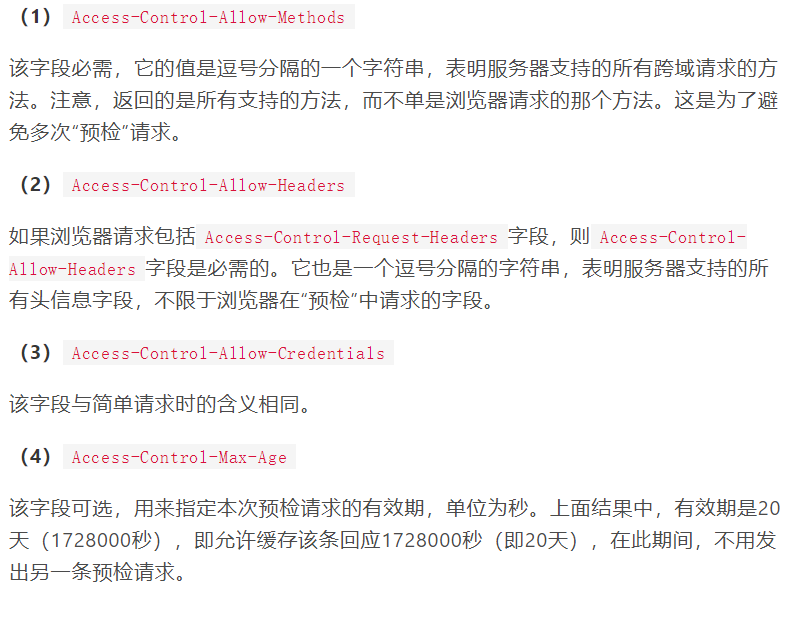 （1） Access-Control-Allow-Methods
该字段必需，它的值是逗号分隔的一个字符串，表明服务器支持的所有跨域请求的方
法。注意，返回的是所有支持的方法，而不单是浏览器请求的那个方法。这是为了避
免多次“预检”请求。
（2） Access-Control-Allow-Headers
如果浏览器请求包括 Access-Control-Request-Headers 字段，则 Access-Control-
Allow-Headers 字段是必需的。它也是一个逗号分隔的字符串，表明服务器支持的所
有头信息字段，不限于浏览器在“预检”中请求的字段。
（3） Access-Control-Allow-Credentials
该字段与简单请求时的含义相同。
（4） Access-Control-Max-Age
该字段可选，用来指定本次预检请求的有效期，单位为秒。上面结果中，有效期是20
天（1728000秒），即允许缓存该条回应1728000秒（即20天），在此期间，不用发
出另一条预检请求。